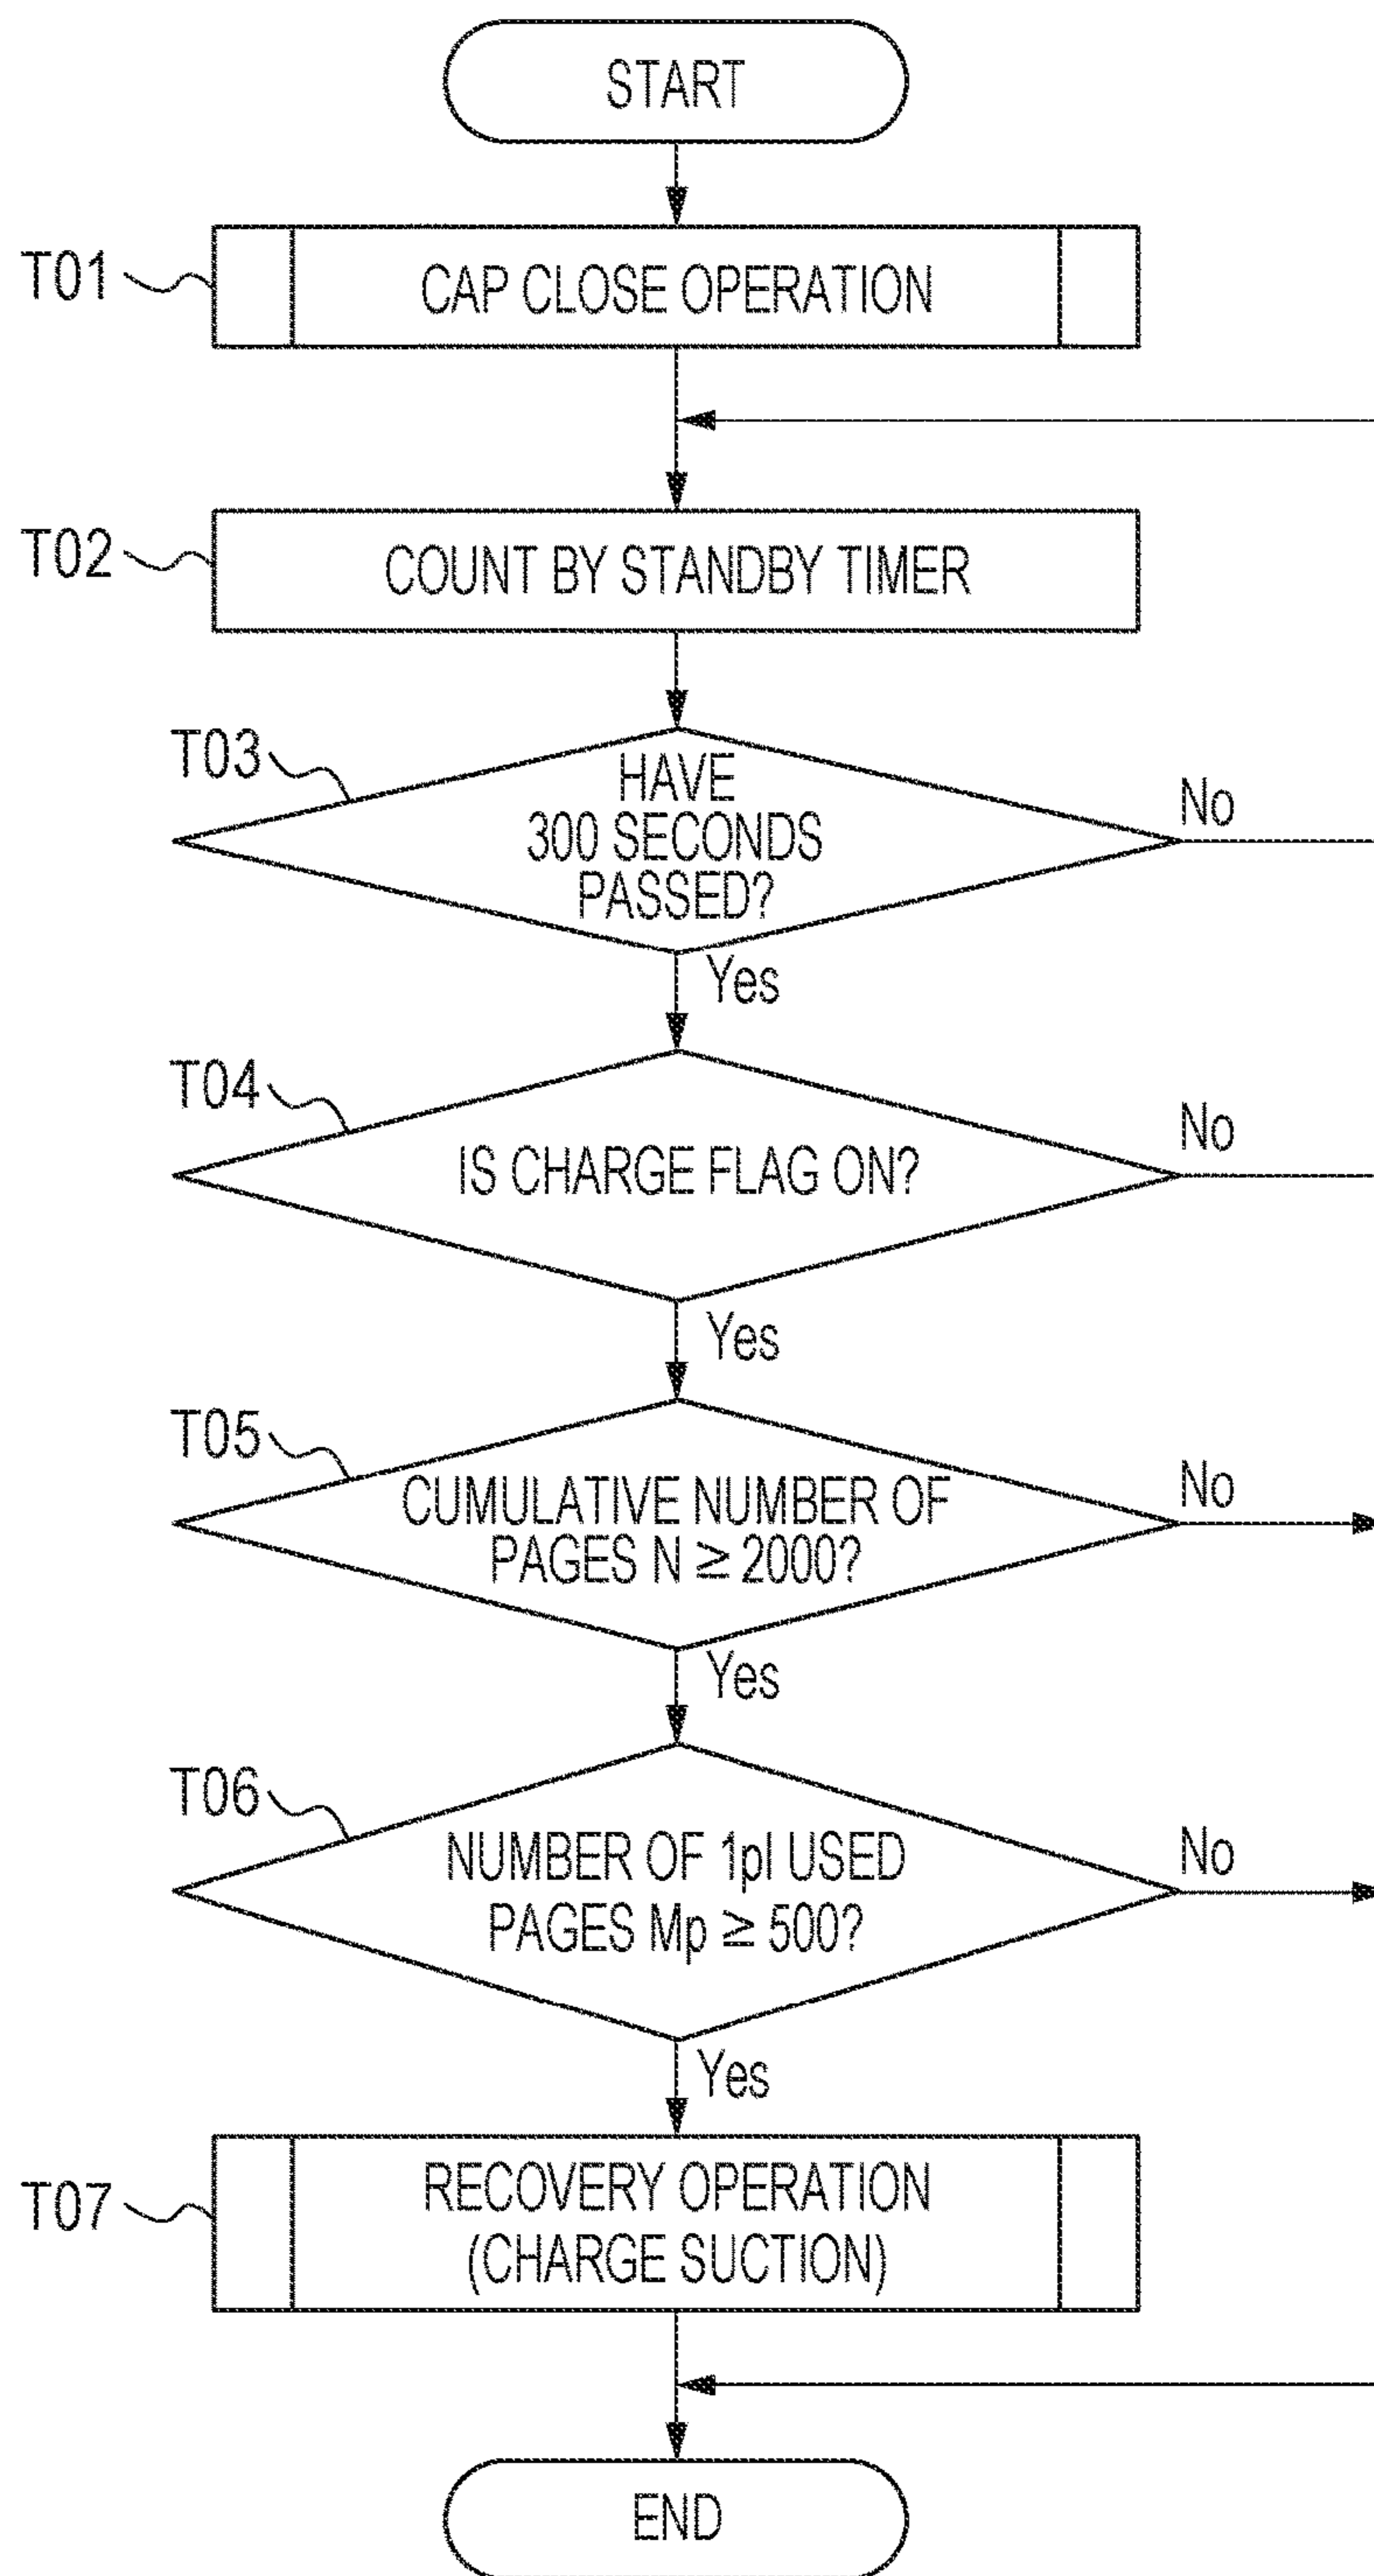 START
T01
CAP CLOSE OPERATION
T02
COUNT BY STANDBY TIMER
T03
HAVE
300 SECONDS
PASSED?
No
Yes
T04
IS CHARGE FLAG ON?
No
Yes
T05
CUMULATIVE NUMBER OF
PAGES N ≥ 2000?
No
Yes
T06
NUMBER OF 1pl USED
PAGES Mp ≥ 500?
No
Yes
T07
RECOVERY OPERATION
(CHARGE SUCTION)
END